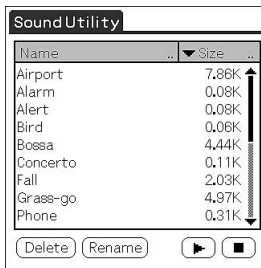 Sound Utility
Name .. ▼ Size ..
Airport 7.86K
Alarm 0.08K
Alert 0.08K
Bird 0.06K
Bossa 4.44K
Concerto 0.11K
Fall 2.03K
Grass-go 4.97K
Phone 0.31K
Delete Rename